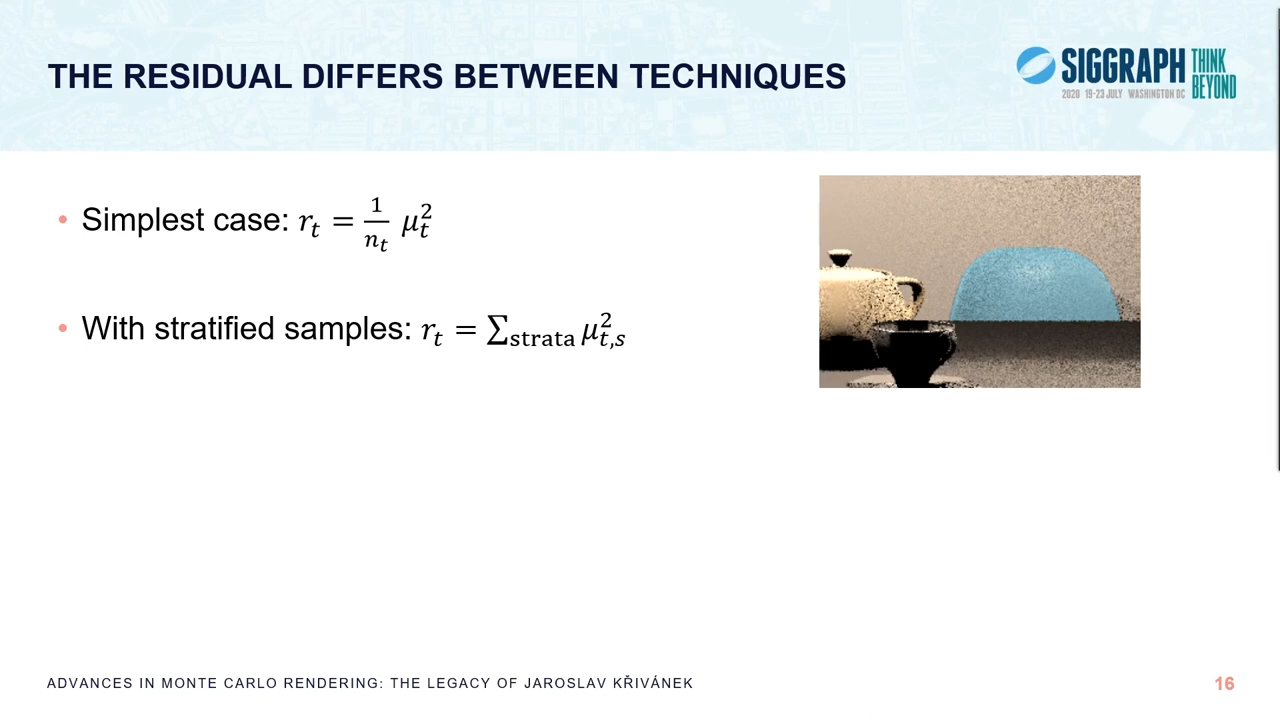 THE RESIDUAL DIFFERS BETWEEN TECHNIQUES
SIGGRAPH THINK BEYOND
2020 19-23 JULY WASHINGTON DC
• Simplest case: r_t = 1/n_t μ_t^2
• With stratified samples: r_t = ∑_strata μ_{t,s}^2
ADVANCES IN MONTE CARLO RENDERING: THE LEGACY OF JAROSLAV KŘIVÁNEK
16